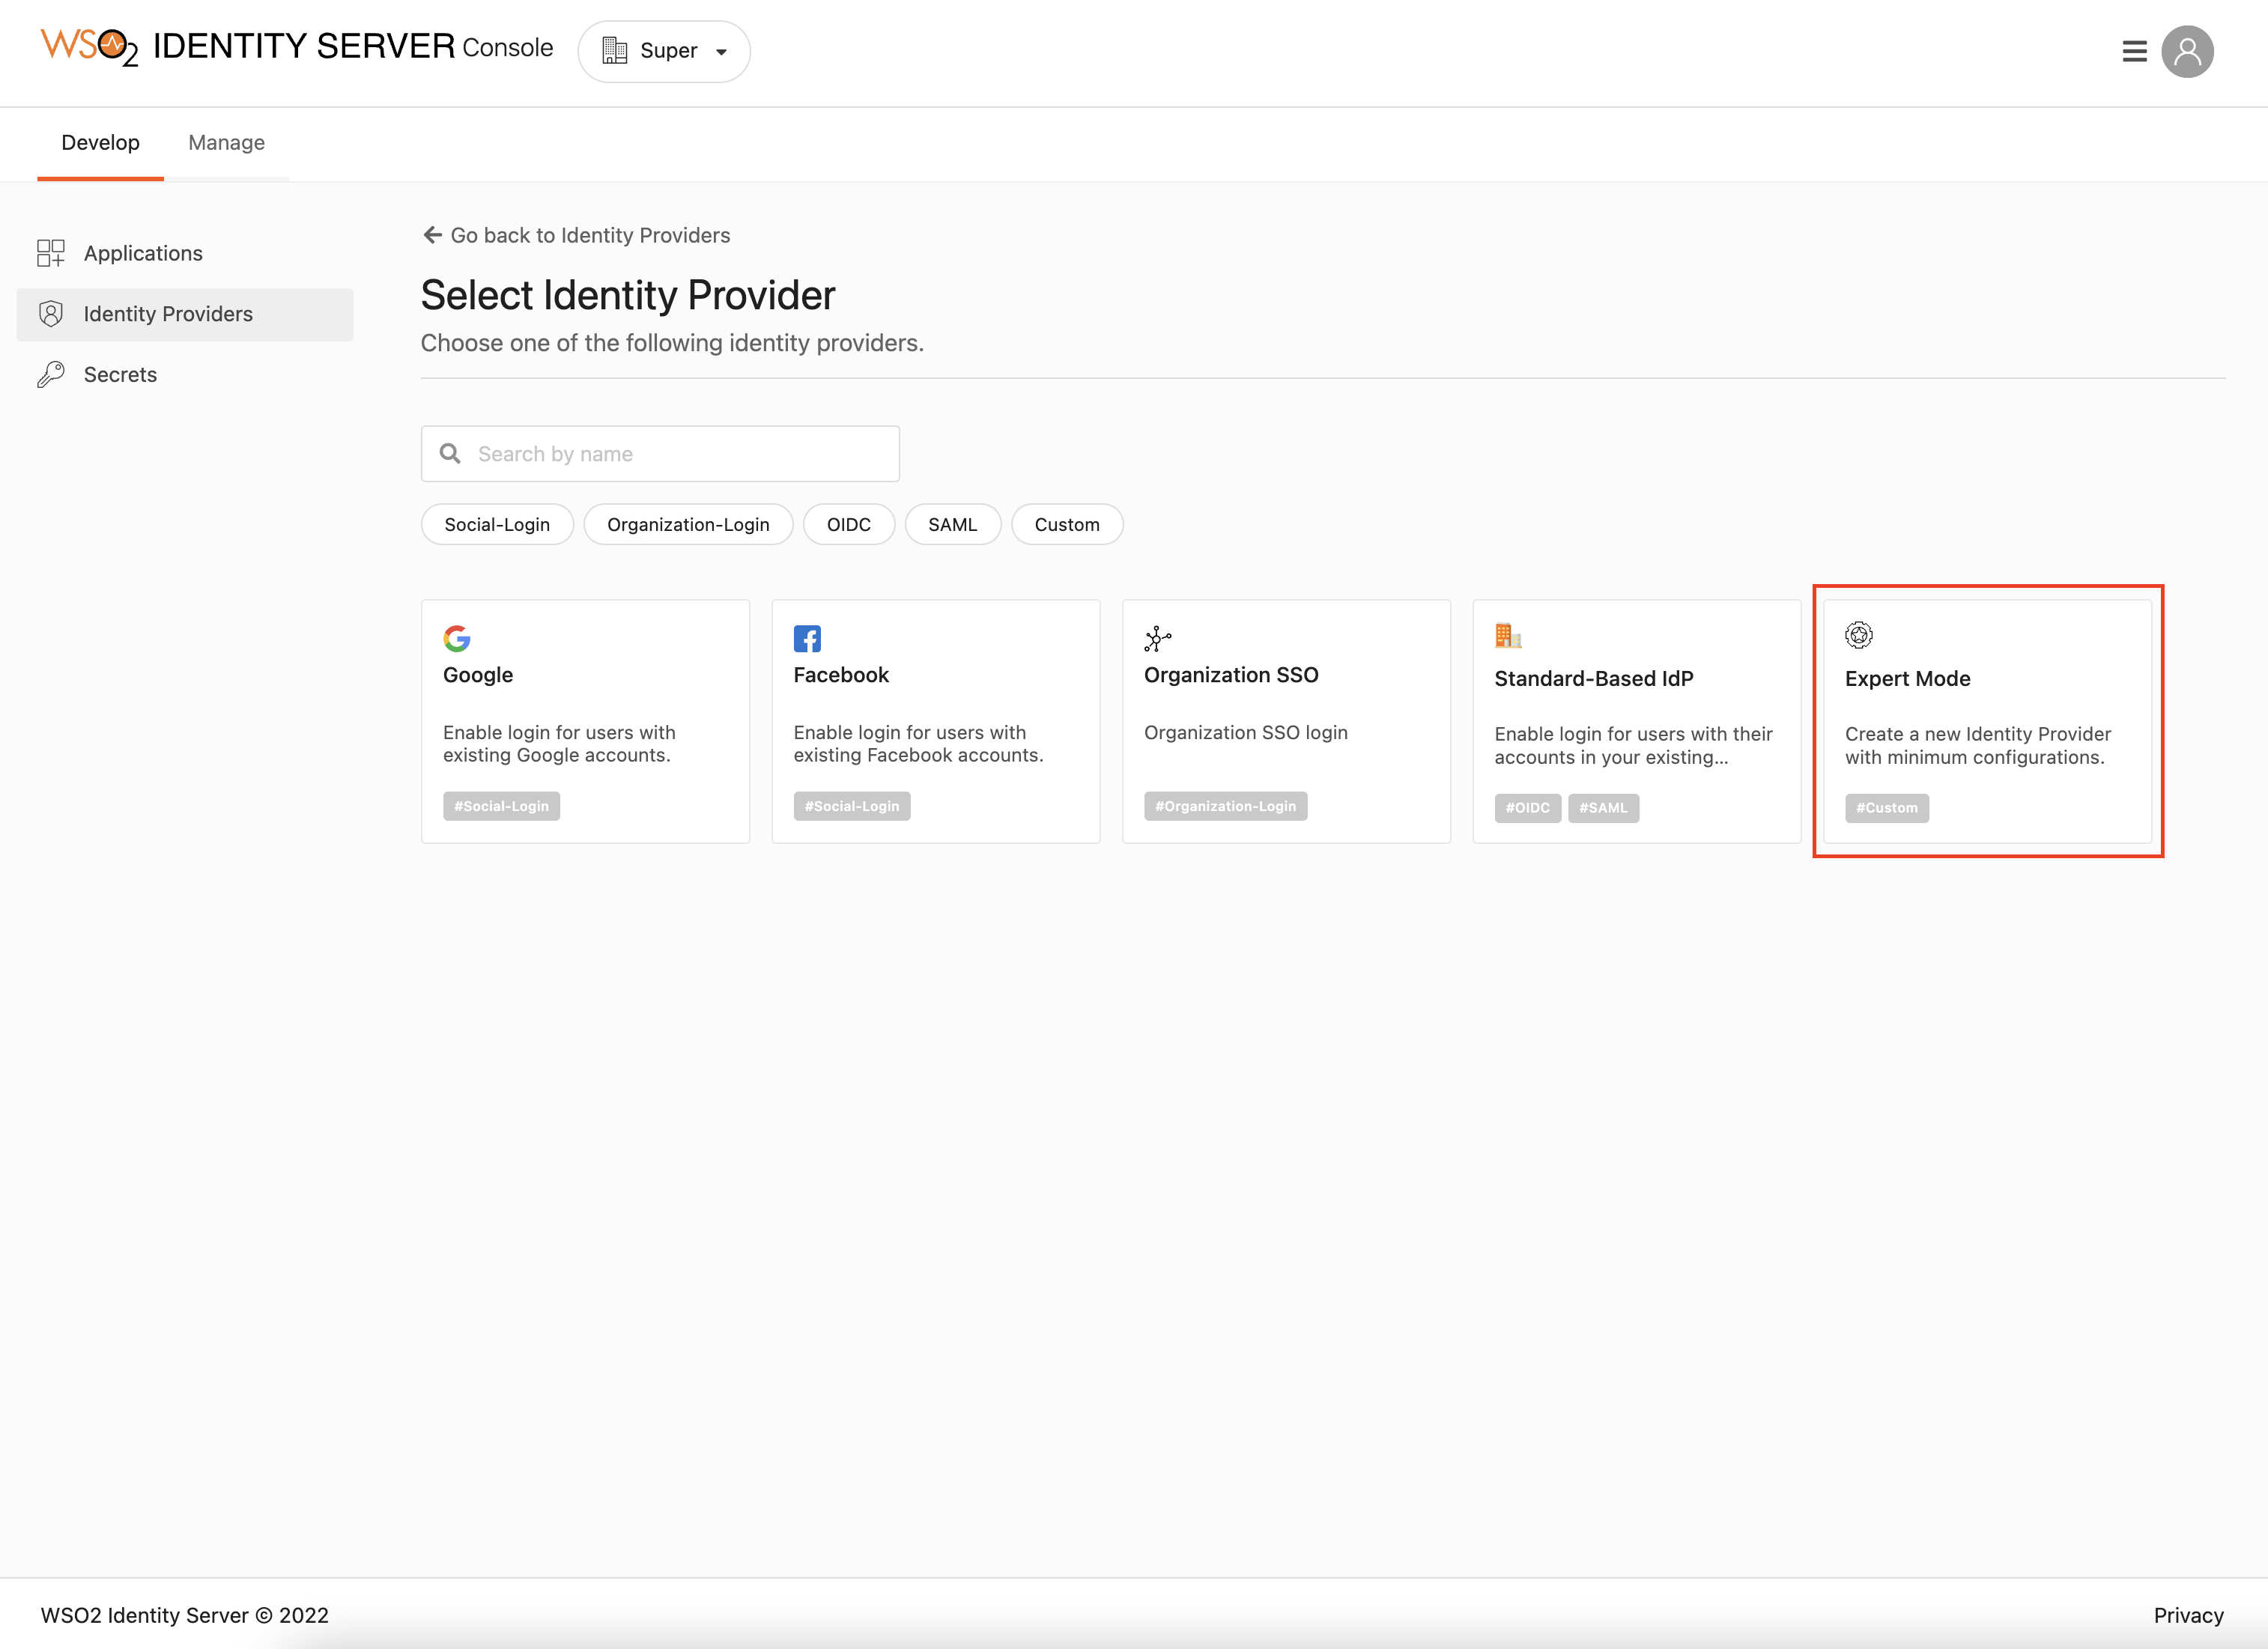 WSO2 IDENTITY SERVER Console
Super
Develop
Manage
Applications
Identity Providers
Secrets
Go back to Identity Providers
Select Identity Provider
Choose one of the following identity providers.
Search by name
Social-Login
Organization-Login
OIDC
SAML
Custom
Google
Enable login for users with
existing Google accounts.
#Social-Login
Facebook
Enable login for users with
existing Facebook accounts.
#Social-Login
Organization SSO
Organization SSO login
#Organization-Login
Standard-Based IdP
Enable login for users with their
accounts in your existing...
#OIDC
#SAML
Expert Mode
Create a new Identity Provider
with minimum configurations.
#Custom
WSO2 Identity Server © 2022
Privacy